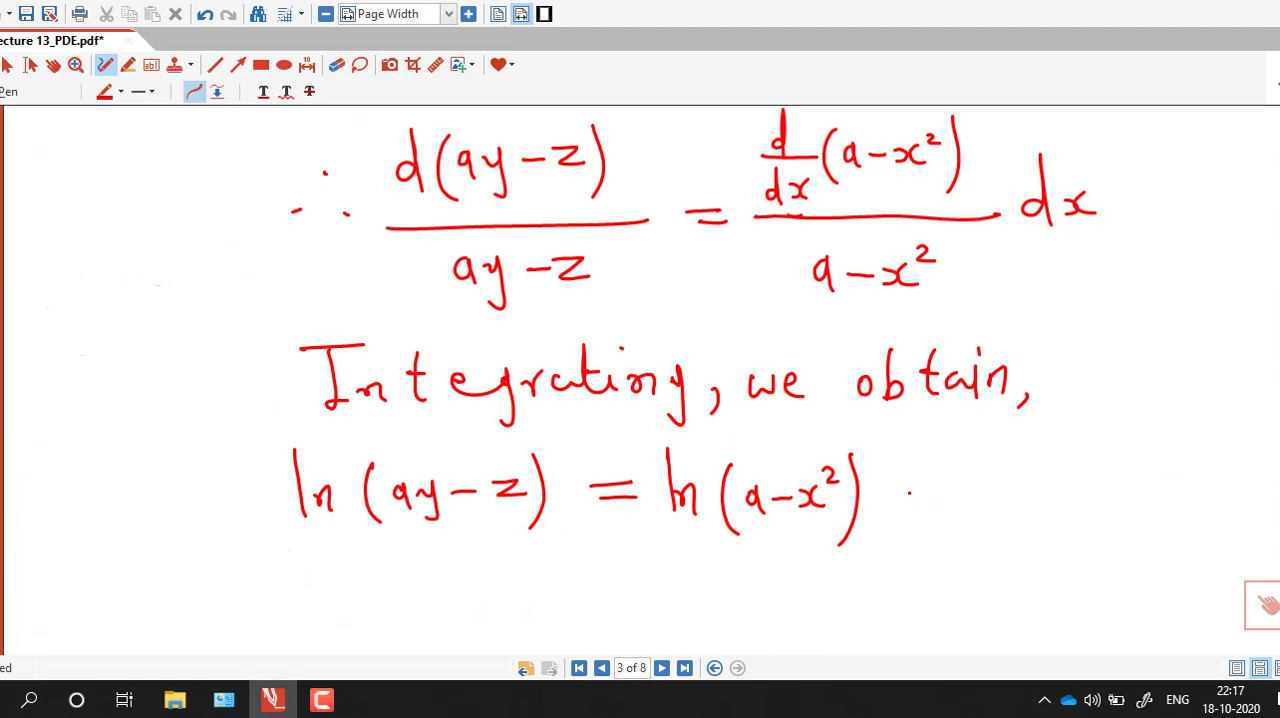 Page Width
ecture 13_PDE.pdf*
Pen
∴ d(ay−z)/(ay−z) = (d/dx(a−x²))/(a−x²) dx
Integrating, we obtain,
ln(ay−z) = ln(a−x²)
ed
3 of 8
ENG
22:17
18-10-2020